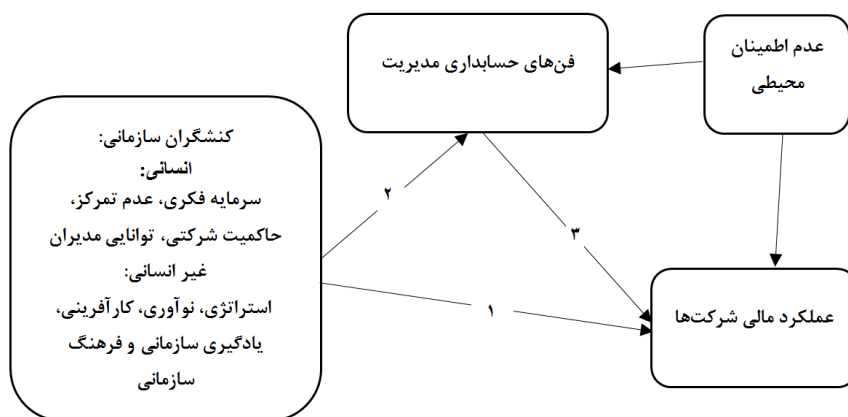 عدم اطمینان
محیطی
فن‌های حسابداری مدیریت
کنشگران سازمانی:
انسانی:
سرمایه فکری، عدم تمرکز،
حاکمیت شرکتی، توانایی مدیران
غیر انسانی:
استراتژی، نوآوری، کارآفرینی،
یادگیری سازمانی و فرهنگ
سازمانی
۲
۳
۱
عملکرد مالی شرکت‌ها